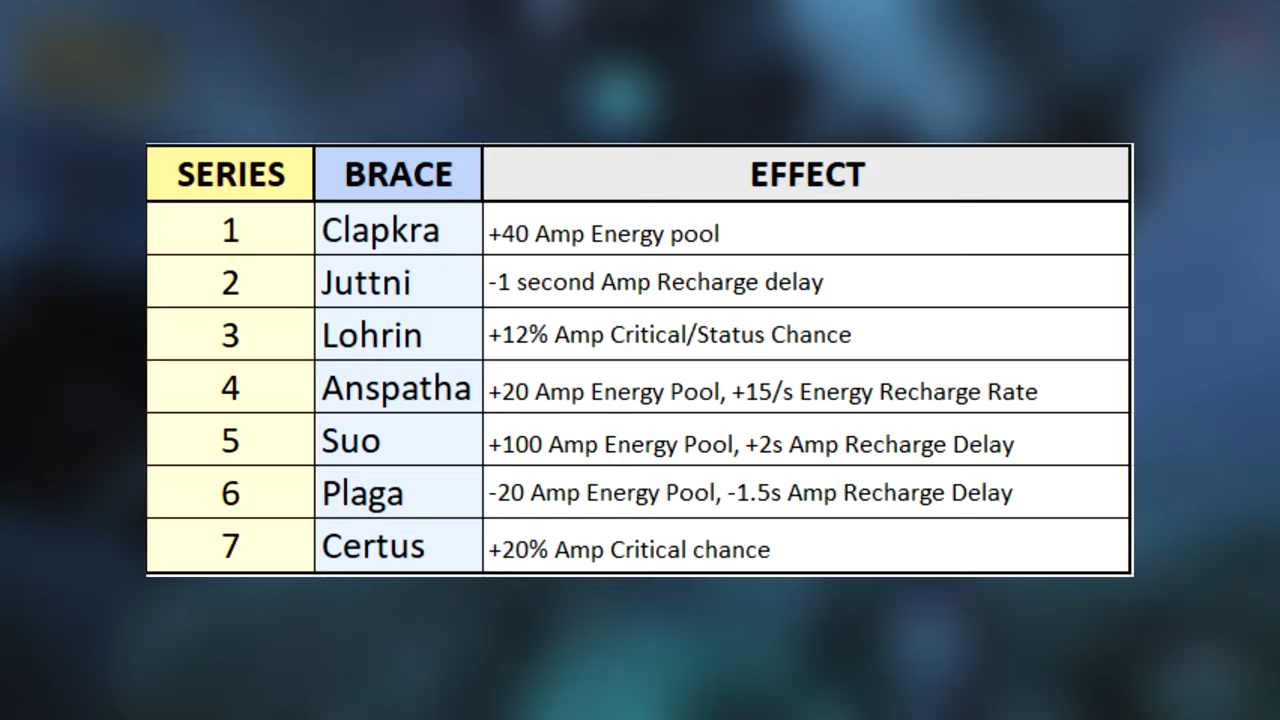 SERIES BRACE EFFECT
1 Clapkra +40 Amp Energy pool
2 Juttni -1 second Amp Recharge delay
3 Lohrin +12% Amp Critical/Status Chance
4 Anspatha +20 Amp Energy Pool, +15/s Energy Recharge Rate
5 Suo +100 Amp Energy Pool, +2s Amp Recharge Delay
6 Plaga -20 Amp Energy Pool, -1.5s Amp Recharge Delay
7 Certus +20% Amp Critical chance